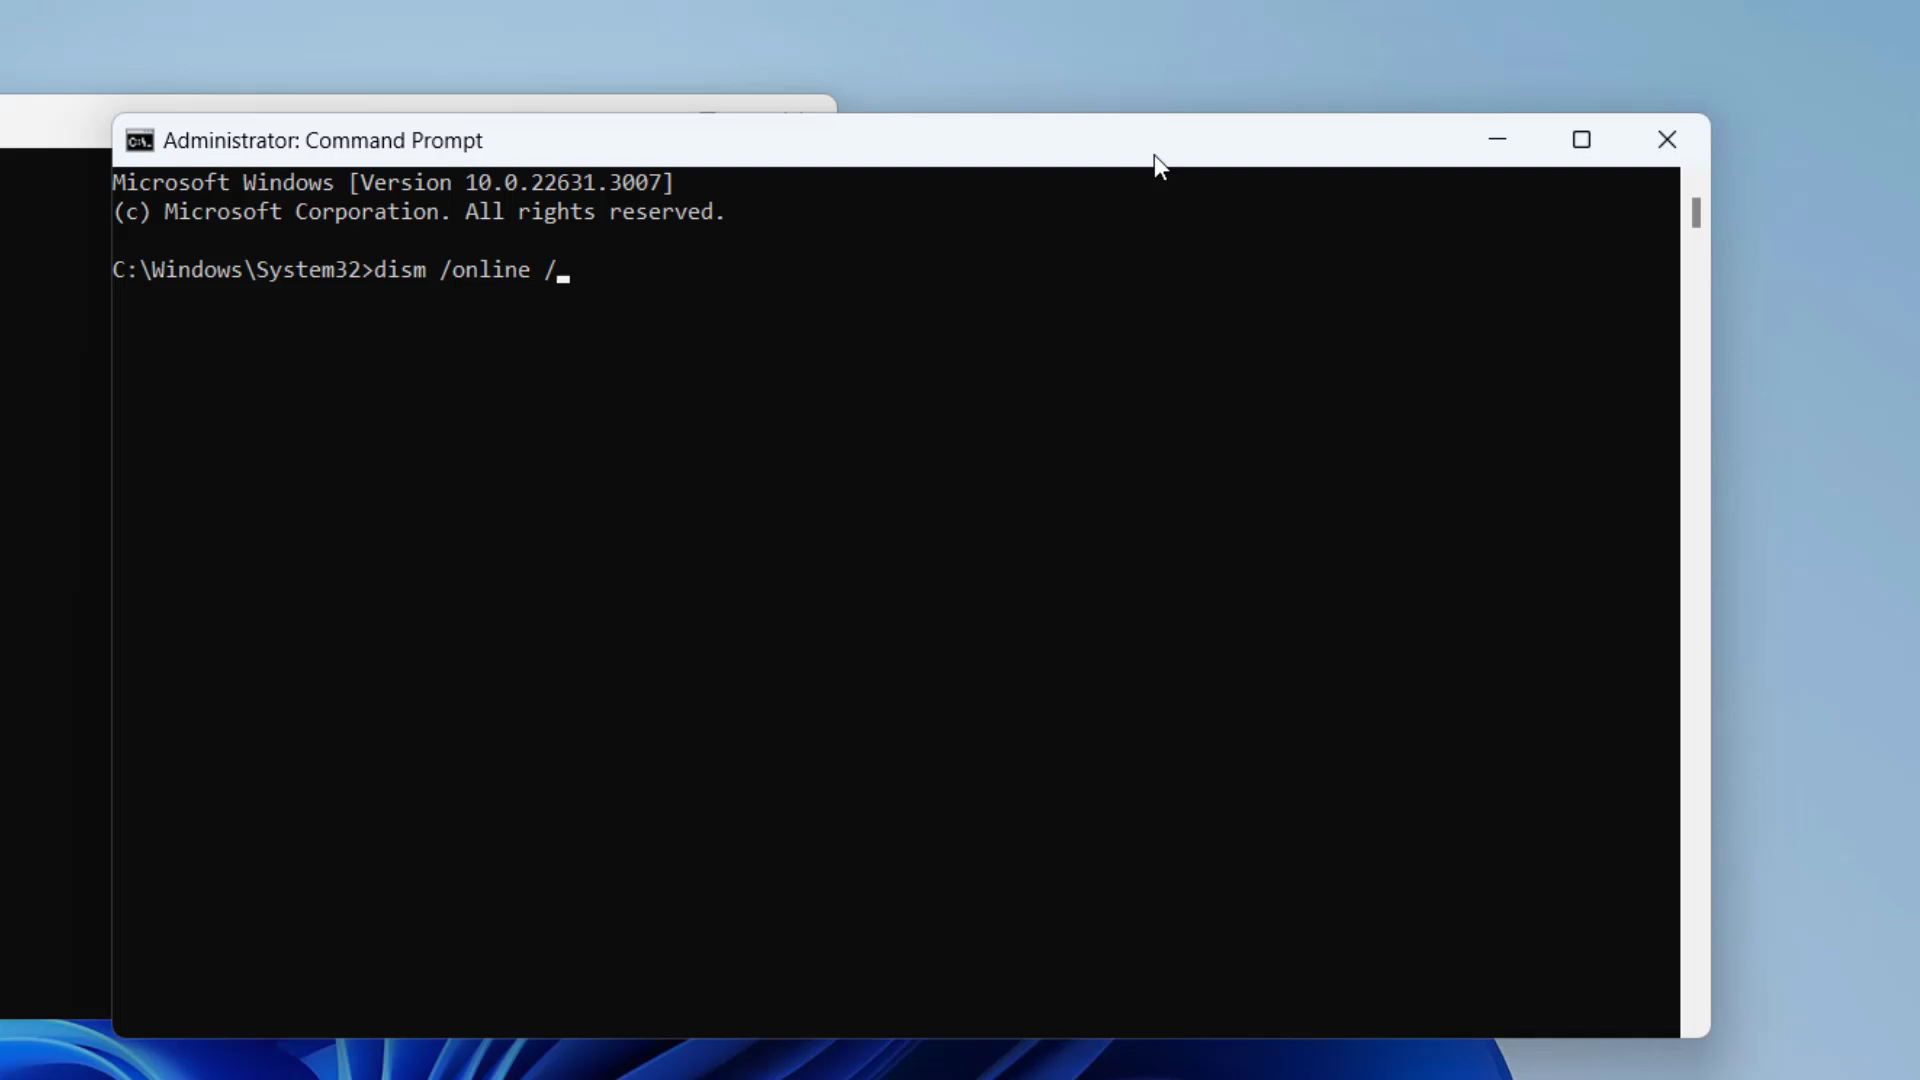 Administrator: Command Prompt
Microsoft Windows [Version 10.0.22631.3007]
(c) Microsoft Corporation. All rights reserved.
C:\Windows\System32>dism /online /